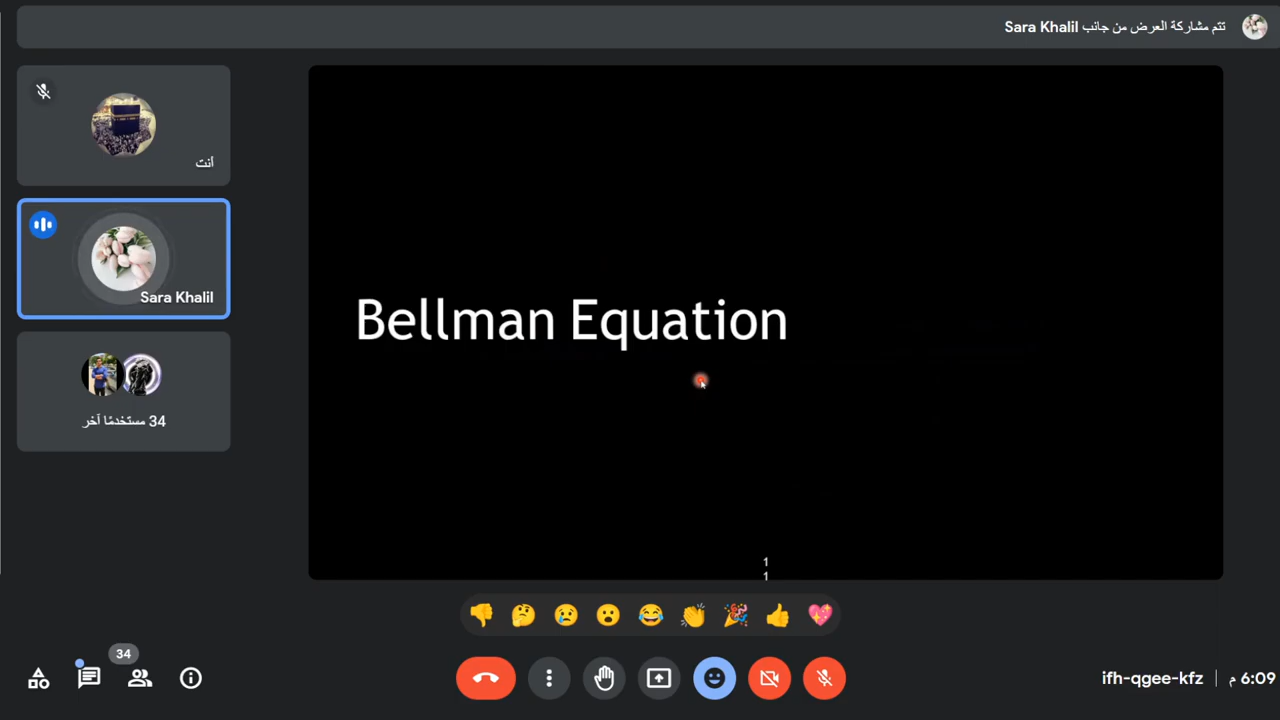 تتم مشاركة العرض من جانب Sara Khalil
أنت
Sara Khalil
34 مستخدمًا آخر
Bellman Equation
1
1
34
ifh-qgee-kfz | 6:09 م